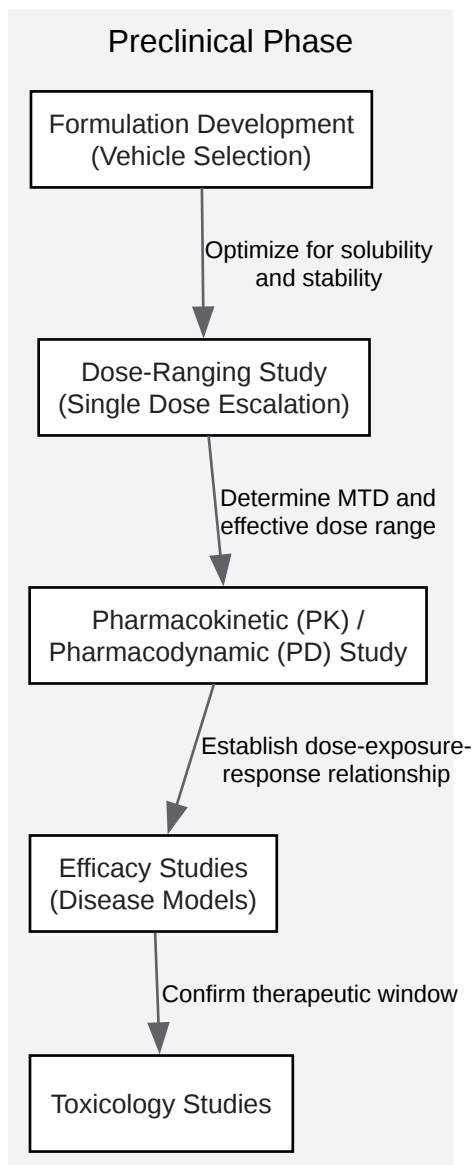 Preclinical Phase
Formulation Development
(Vehicle Selection)
Optimize for solubility
and stability
Dose-Ranging Study
(Single Dose Escalation)
Determine MTD and
effective dose range
Pharmacokinetic (PK) /
Pharmacodynamic (PD) Study
Establish dose-exposure-
response relationship
Efficacy Studies
(Disease Models)
Confirm therapeutic window
Toxicology Studies